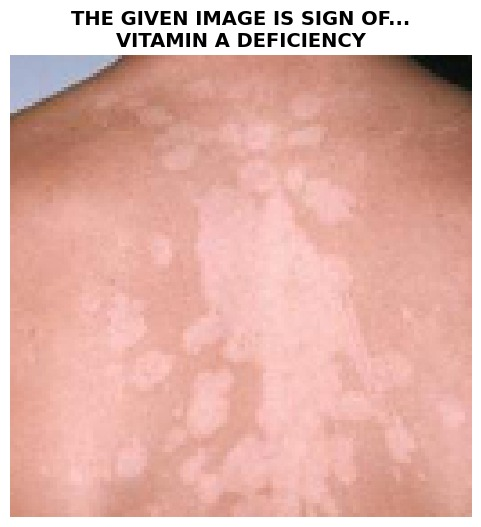 THE GIVEN IMAGE IS SIGN OF...
VITAMIN A DEFICIENCY